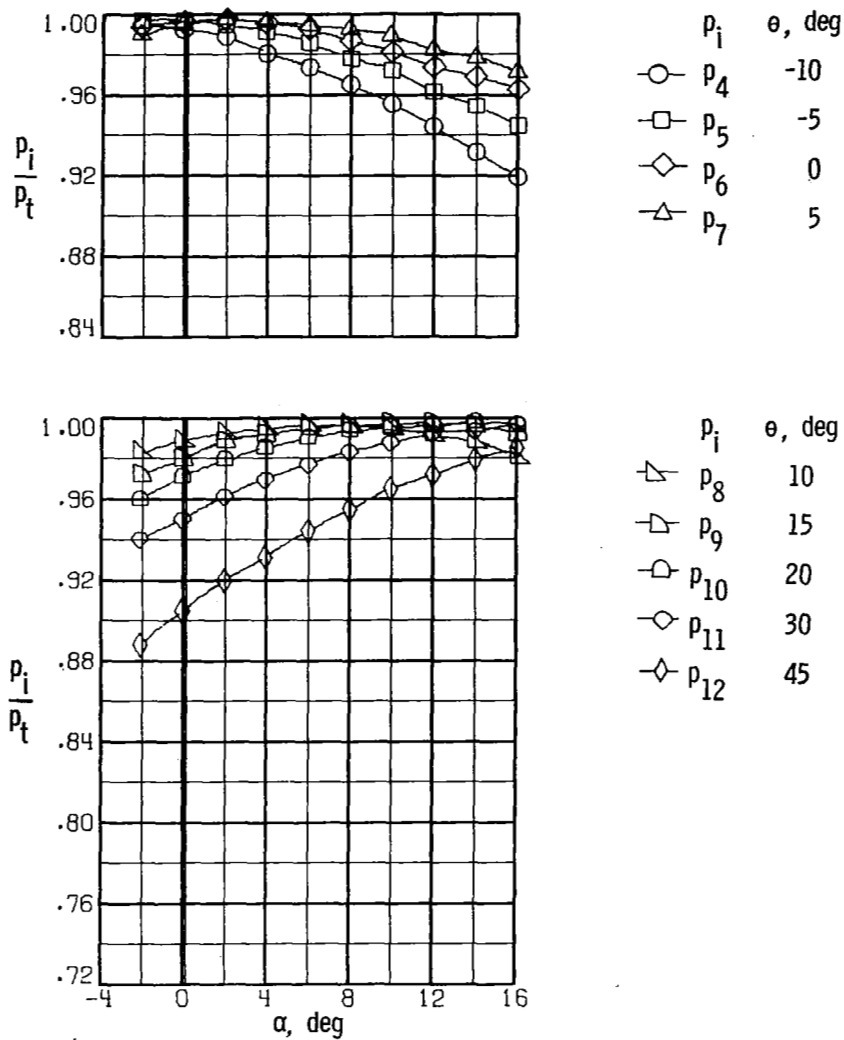 1.00
.96
.92
.88
.84
p_i/p_t
p_i θ, deg
p_4 -10
p_5 -5
p_6 0
p_7 5
1.00
.96
.92
.88
.84
.80
.76
.72
p_i/p_t
-4 0 4 8 12 16
α, deg
p_i θ, deg
p_8 10
p_9 15
p_10 20
p_11 30
p_12 45